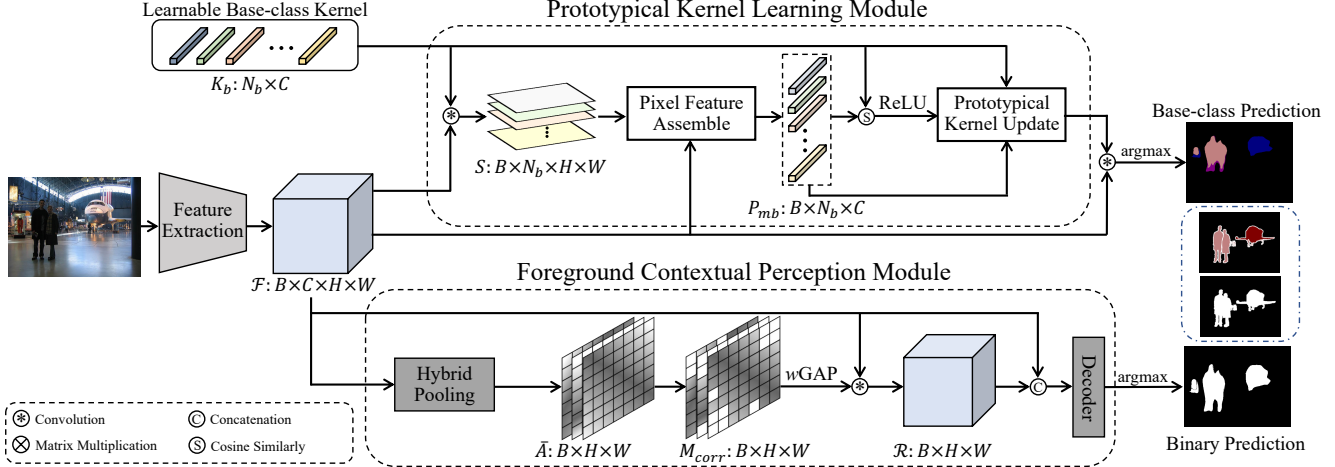 Learnable Base-class Kernel
Prototypical Kernel Learning Module
K_b: N_b×C
*
Pixel Feature
Assemble
S
ReLU
Prototypical
Kernel Update
Base-class Prediction
*
argmax
S: B×N_b×H×W
P_mb: B×N_b×C
Feature
Extraction
ℱ: B×C×H×W
Foreground Contextual Perception Module
Hybrid
Pooling
wGAP
*
C
Decoder
argmax
Ā: B×H×W
M_corr: B×H×W
ℛ: B×H×W
Binary Prediction
* Convolution
C Concatenation
⊗ Matrix Multiplication
S Cosine Similarly